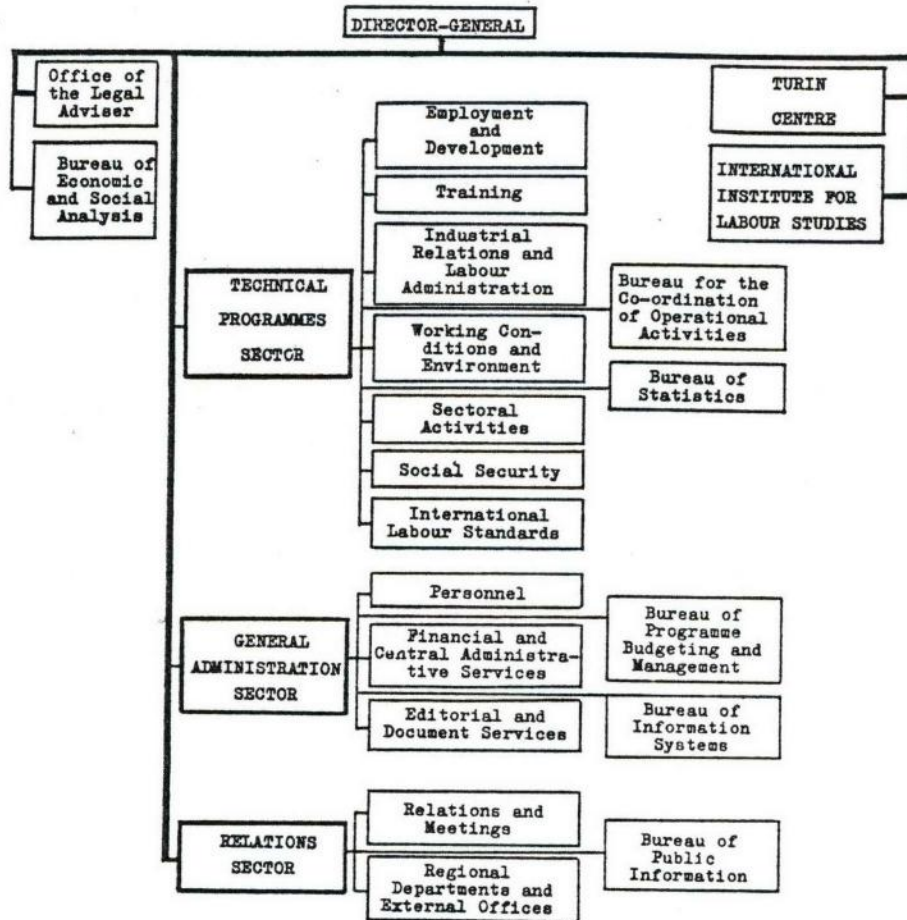 DIRECTOR-GENERAL
Office of
the Legal
Adviser
Bureau of
Economic
and Social
Analysis
TURIN
CENTRE
INTERNATIONAL
INSTITUTE FOR
LABOUR STUDIES
TECHNICAL
PROGRAMMES
SECTOR
Employment
and
Development
Training
Industrial
Relations and
Labour
Administration
Working Con-
ditions and
Environment
Sectoral
Activities
Social Security
International
Labour Standards
Bureau for the
Co-ordination
of Operational
Activities
Bureau of
Statistics
GENERAL
ADMINISTRATION
SECTOR
Personnel
Financial and
Central Administra-
tive Services
Editorial and
Document Services
Bureau of
Programme
Budgeting and
Management
Bureau of
Information
Systems
RELATIONS
SECTOR
Relations and
Meetings
Regional
Departments and
External Offices
Bureau of
Public
Information